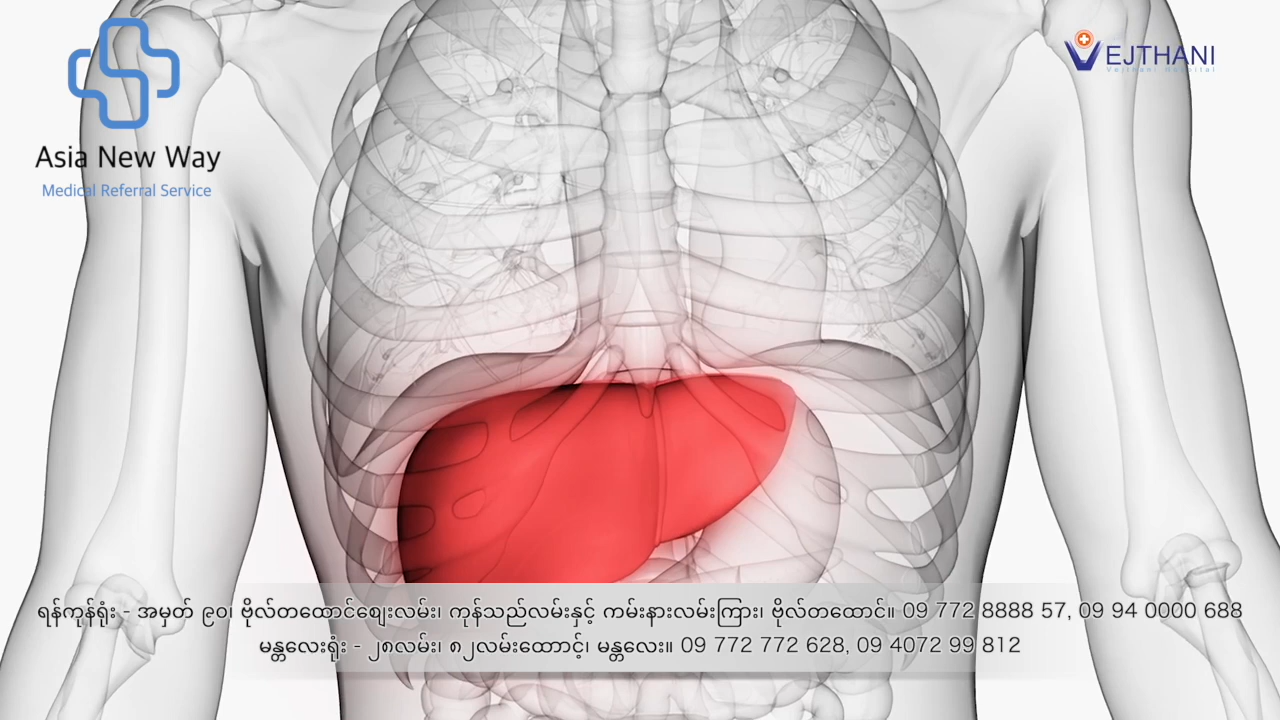 Asia New Way
Medical Referral Service
VEJTHANI
Vejthani Hospital
ရန်ကုန်ရုံး - အမှတ် ၉၀၊ ဗိုလ်တထောင်ဈေးလမ်း၊ ကုန်သည်လမ်းနှင့် ကမ်းနားလမ်းကြား၊ ဗိုလ်တထောင်။ 09 772 8888 57, 09 94 0000 688
မန္တလေးရုံး - ၂၈လမ်း၊ ၈၂လမ်းထောာင့်၊ မန္တလေး။ 09 772 772 628, 09 4072 99 812